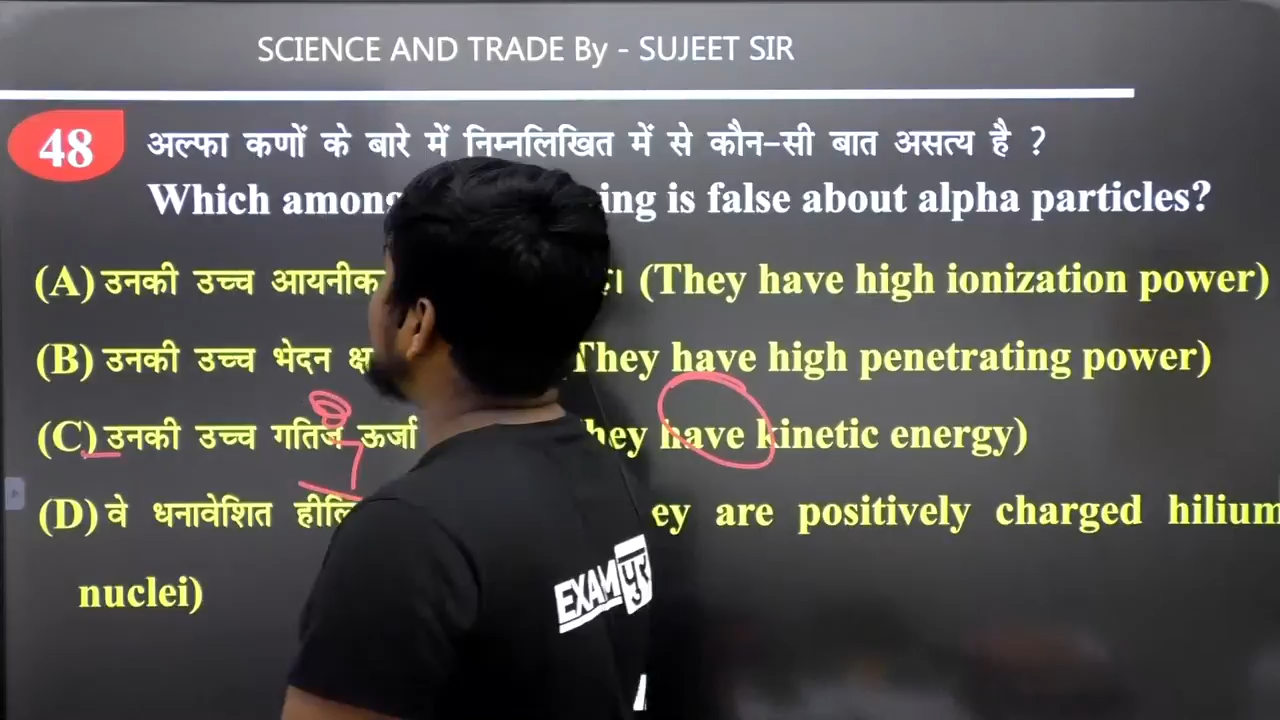 SCIENCE AND TRADE By - SUJEET SIR
48 अल्फा कणों के बारे में निम्नलिखित में से कौन-सी बात असत्य है ?
Which among ing is false about alpha particles?
(A) उनकी उच्च आयनीक (They have high ionization power)
(B) उनकी उच्च भेदन They have high penetrating power)
(C) उनकी उच्च गतिज ऊर्जा hey have kinetic energy)
(D) वे धनावेशित ey are positively charged hilium
nuclei)
EXAM पुर